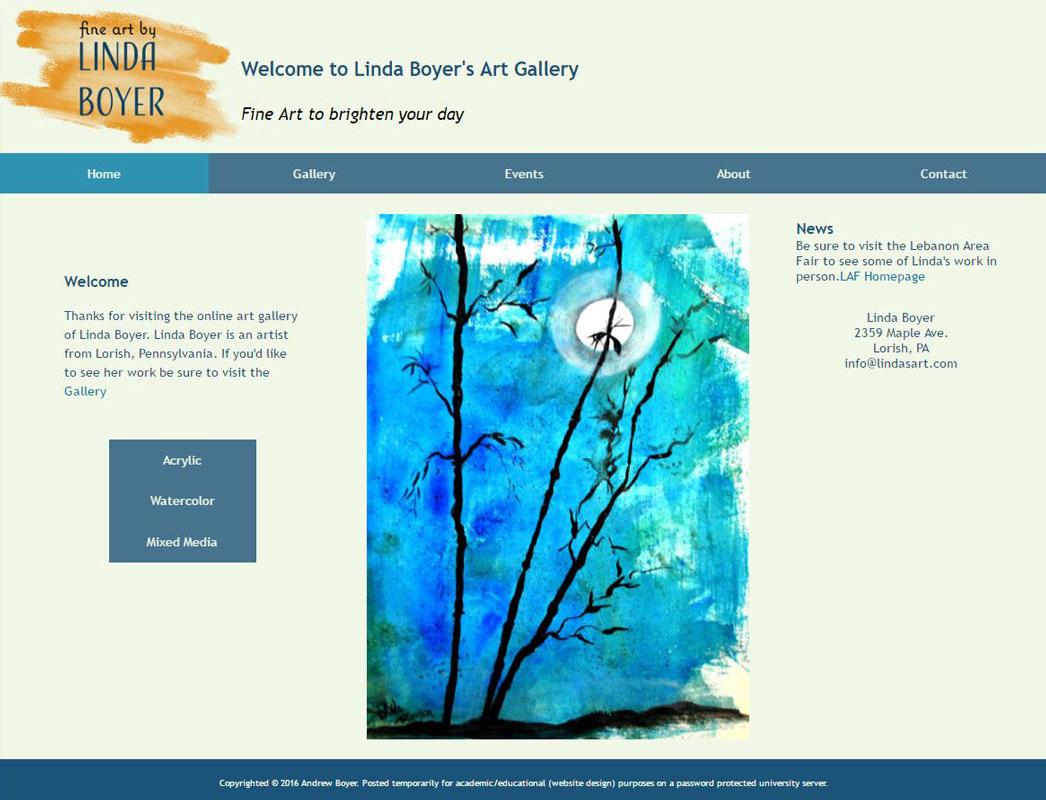 fine art by
LINDA
BOYER
Welcome to Linda Boyer's Art Gallery
Fine Art to brighten your day
Home
Gallery
Events
About
Contact
Welcome
Thanks for visiting the online art gallery
of Linda Boyer. Linda Boyer is an artist
from Lorish, Pennsylvania. If you'd like
to see her work be sure to visit the
Gallery
Acrylic
Watercolor
Mixed Media
News
Be sure to visit the Lebanon Area
Fair to see some of Linda's work in
person.LAF Homepage
Linda Boyer
2359 Maple Ave.
Lorish, PA
info@lindasart.com
Copyrighted © 2016 Andrew Boyer. Posted temporarily for academic/educational (website design) purposes on a password protected university server.